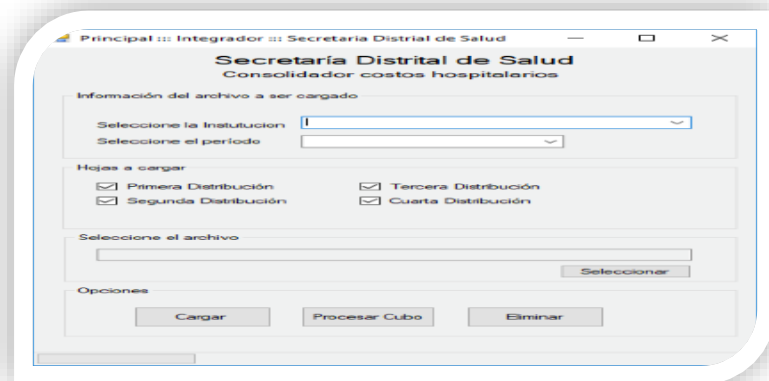 Principal ::: Integrador ::: Secretaria Distrial de Salud
Secretaría Distrital de Salud
Consolidador costos hospitalarios
Información del archivo a ser cargado
Seleccione la Instutucion
Seleccione el período
Hojas a cargar
Primera Distribución Tercera Distribución
Segunda Distribución Cuarta Distribución
Seleccione el archivo
Seleccionar
Opciones
Cargar Procesar Cubo Eliminar